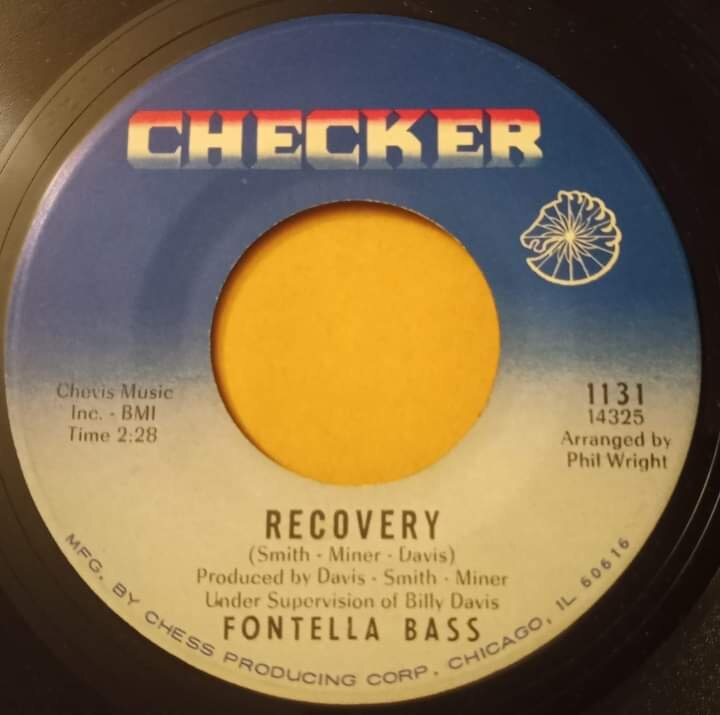 CHECKER
Chevis Music
Inc. - BMI
Time 2:28
1131
14325
Arranged by
Phil Wright
RECOVERY
(Smith - Miner - Davis)
Produced by Davis - Smith - Miner
Under Supervision of Billy Davis
FONTELLA BASS
MFG. BY CHESS PRODUCING CORP., CHICAGO, IL 60616